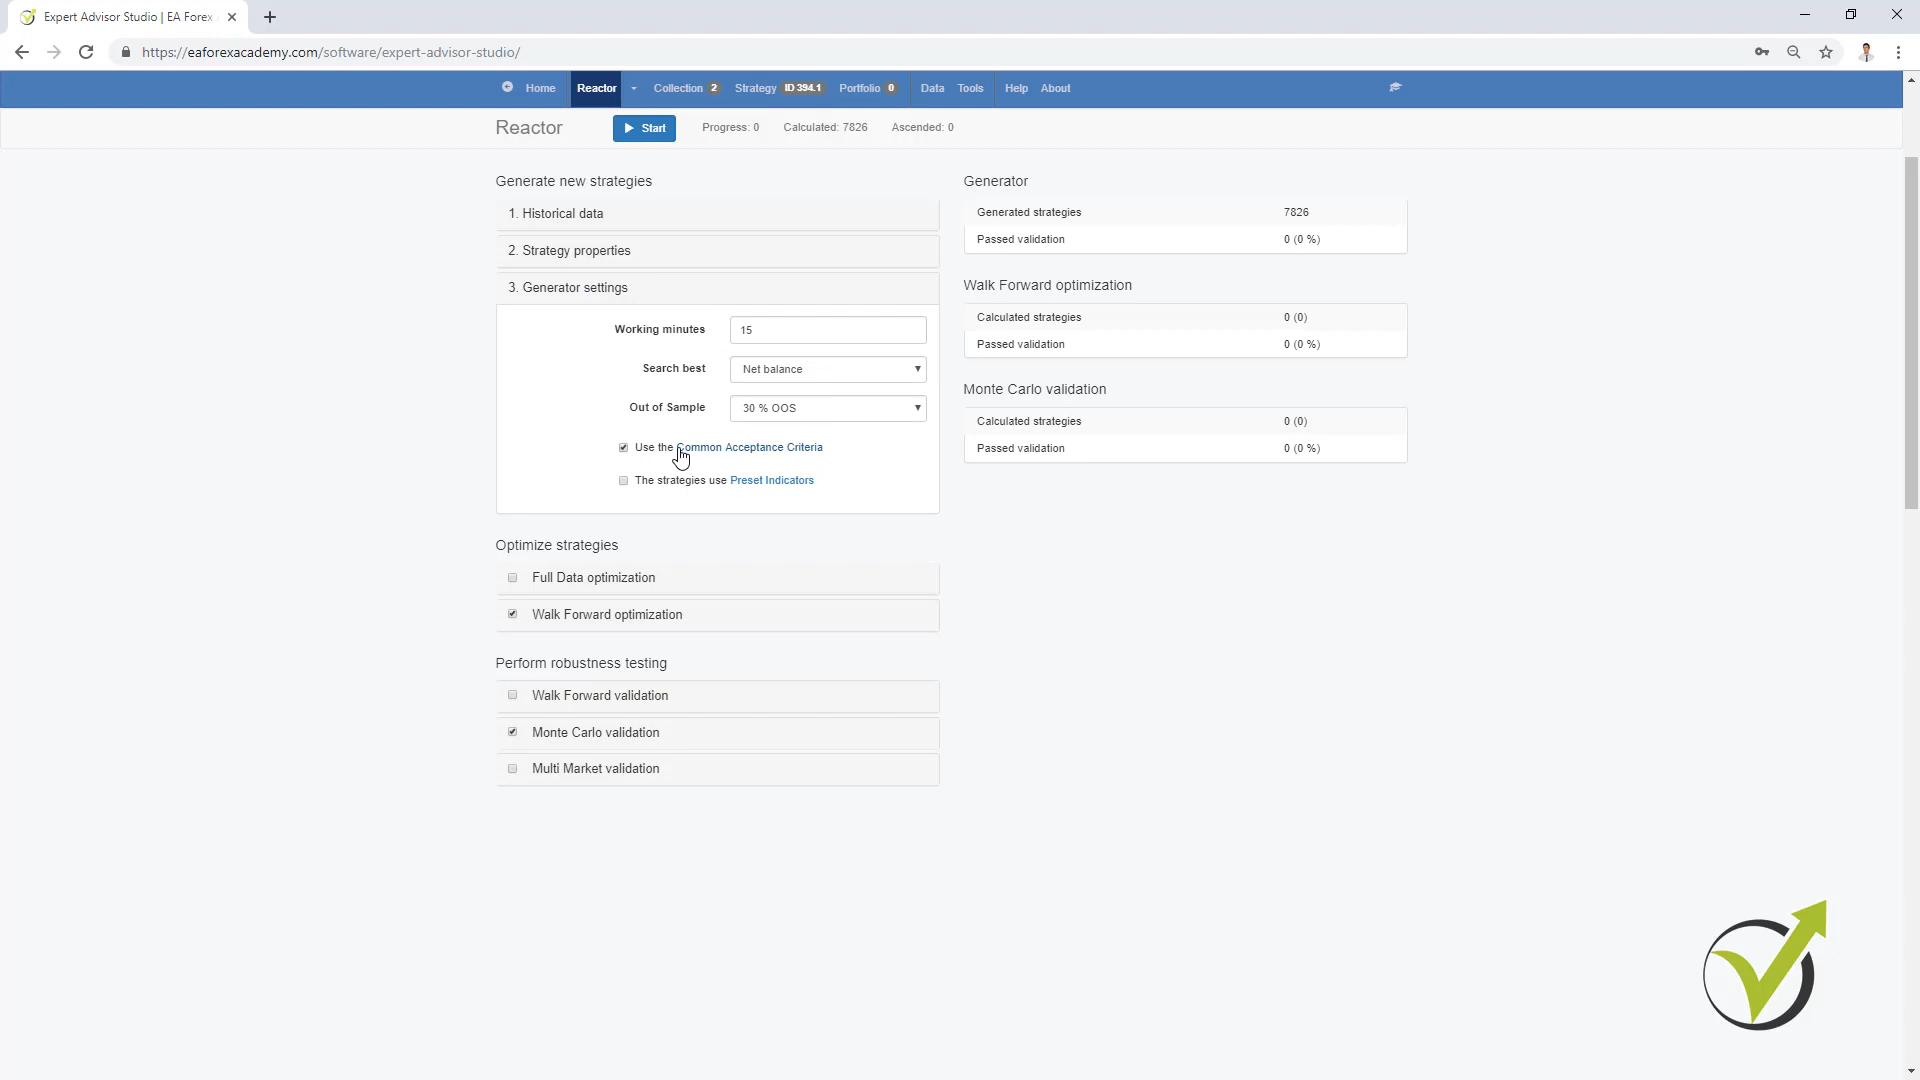 Expert Advisor Studio | EA Forex
https://eaforexacademy.com/software/expert-advisor-studio/
Home Reactor Collection 2 Strategy ID 394.1 Portfolio 0 Data Tools Help About
Reactor Start Progress: 0 Calculated: 7826 Ascended: 0
Generate new strategies
1. Historical data
2. Strategy properties
3. Generator settings
Working minutes 15
Search best Net balance
Out of Sample 30 % OOS
Use the Common Acceptance Criteria
The strategies use Preset Indicators
Optimize strategies
Full Data optimization
Walk Forward optimization
Perform robustness testing
Walk Forward validation
Monte Carlo validation
Multi Market validation
Generator
Generated strategies 7826
Passed validation 0 (0 %)
Walk Forward optimization
Calculated strategies 0 (0)
Passed validation 0 (0 %)
Monte Carlo validation
Calculated strategies 0 (0)
Passed validation 0 (0 %)